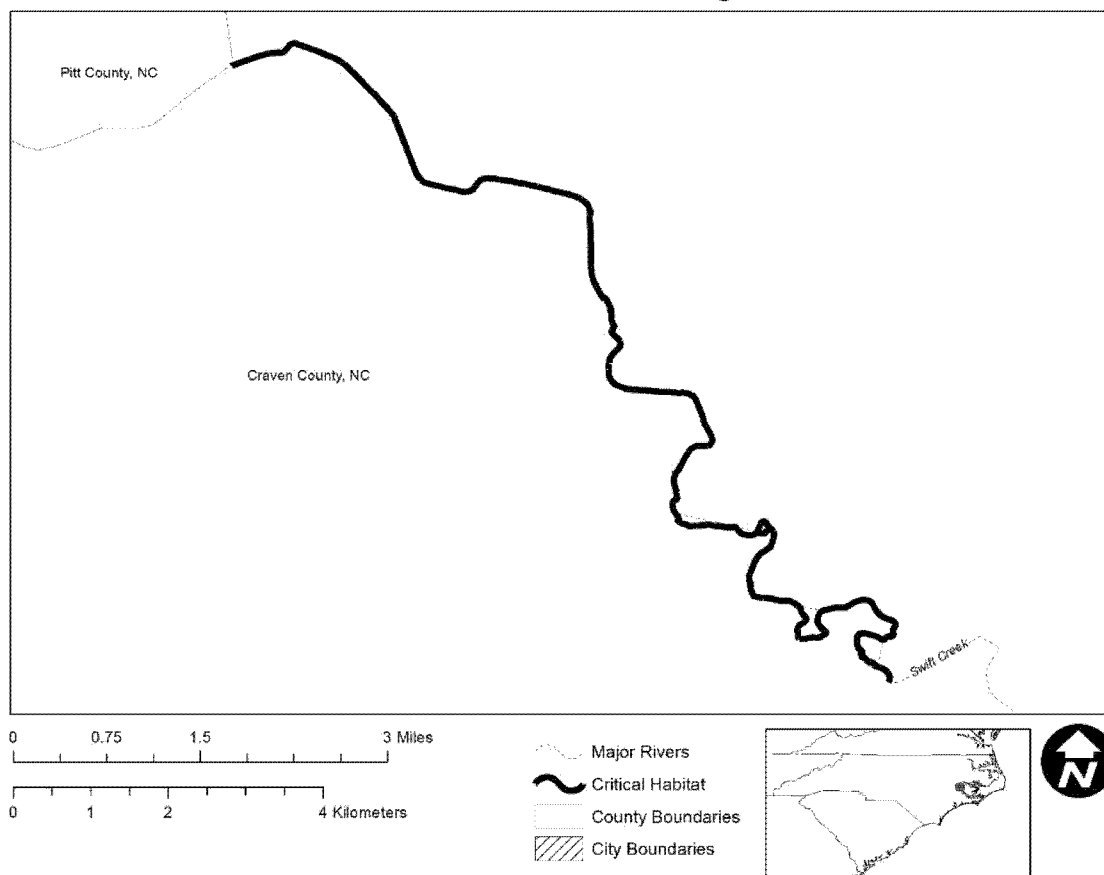 Pitt County, NC
Craven County, NC
Swift Creek
0 0.75 1.5 3 Miles
0 1 2 4 Kilometers
Major Rivers
Critical Habitat
County Boundaries
City Boundaries
N